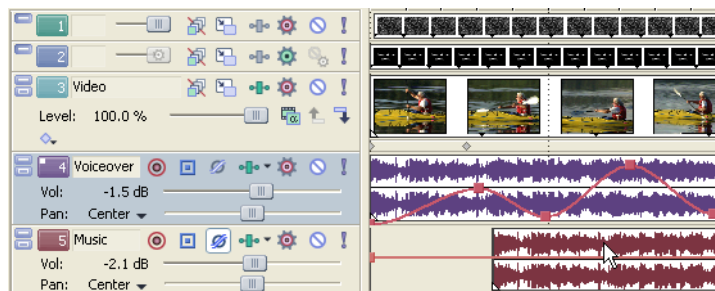 1
2
3 Video
Level: 100.0 %
α
4 Voiceover
Vol: -1.5 dB
Pan: Center
5 Music
Vol: -2.1 dB
Pan: Center